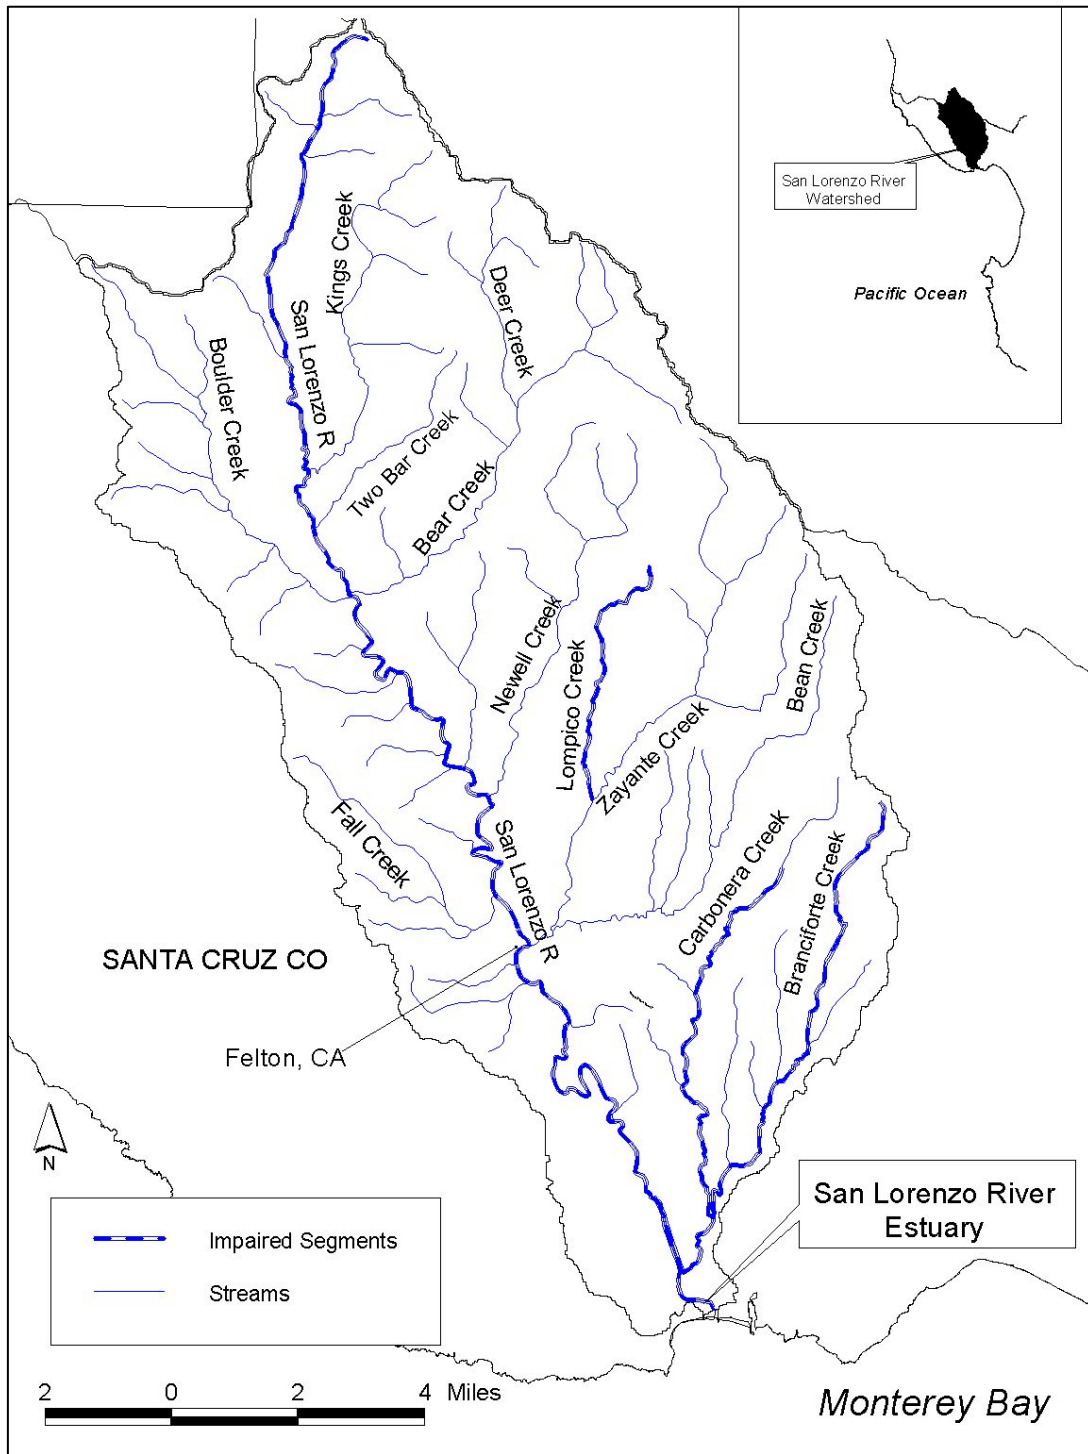 San Lorenzo River
Watershed
Pacific Ocean
Kings Creek
Deer Creek
San Lorenzo R
Boulder Creek
Two Bar Creek
Bear Creek
Newell Creek
Lompico Creek
Bean Creek
Zayante Creek
Fall Creek
San Lorenzo R
Carbonera Creek
Branciforte Creek
SANTA CRUZ CO
Felton, CA
N
San Lorenzo River
Estuary
Impaired Segments
Streams
2 0 2 4 Miles
Monterey Bay